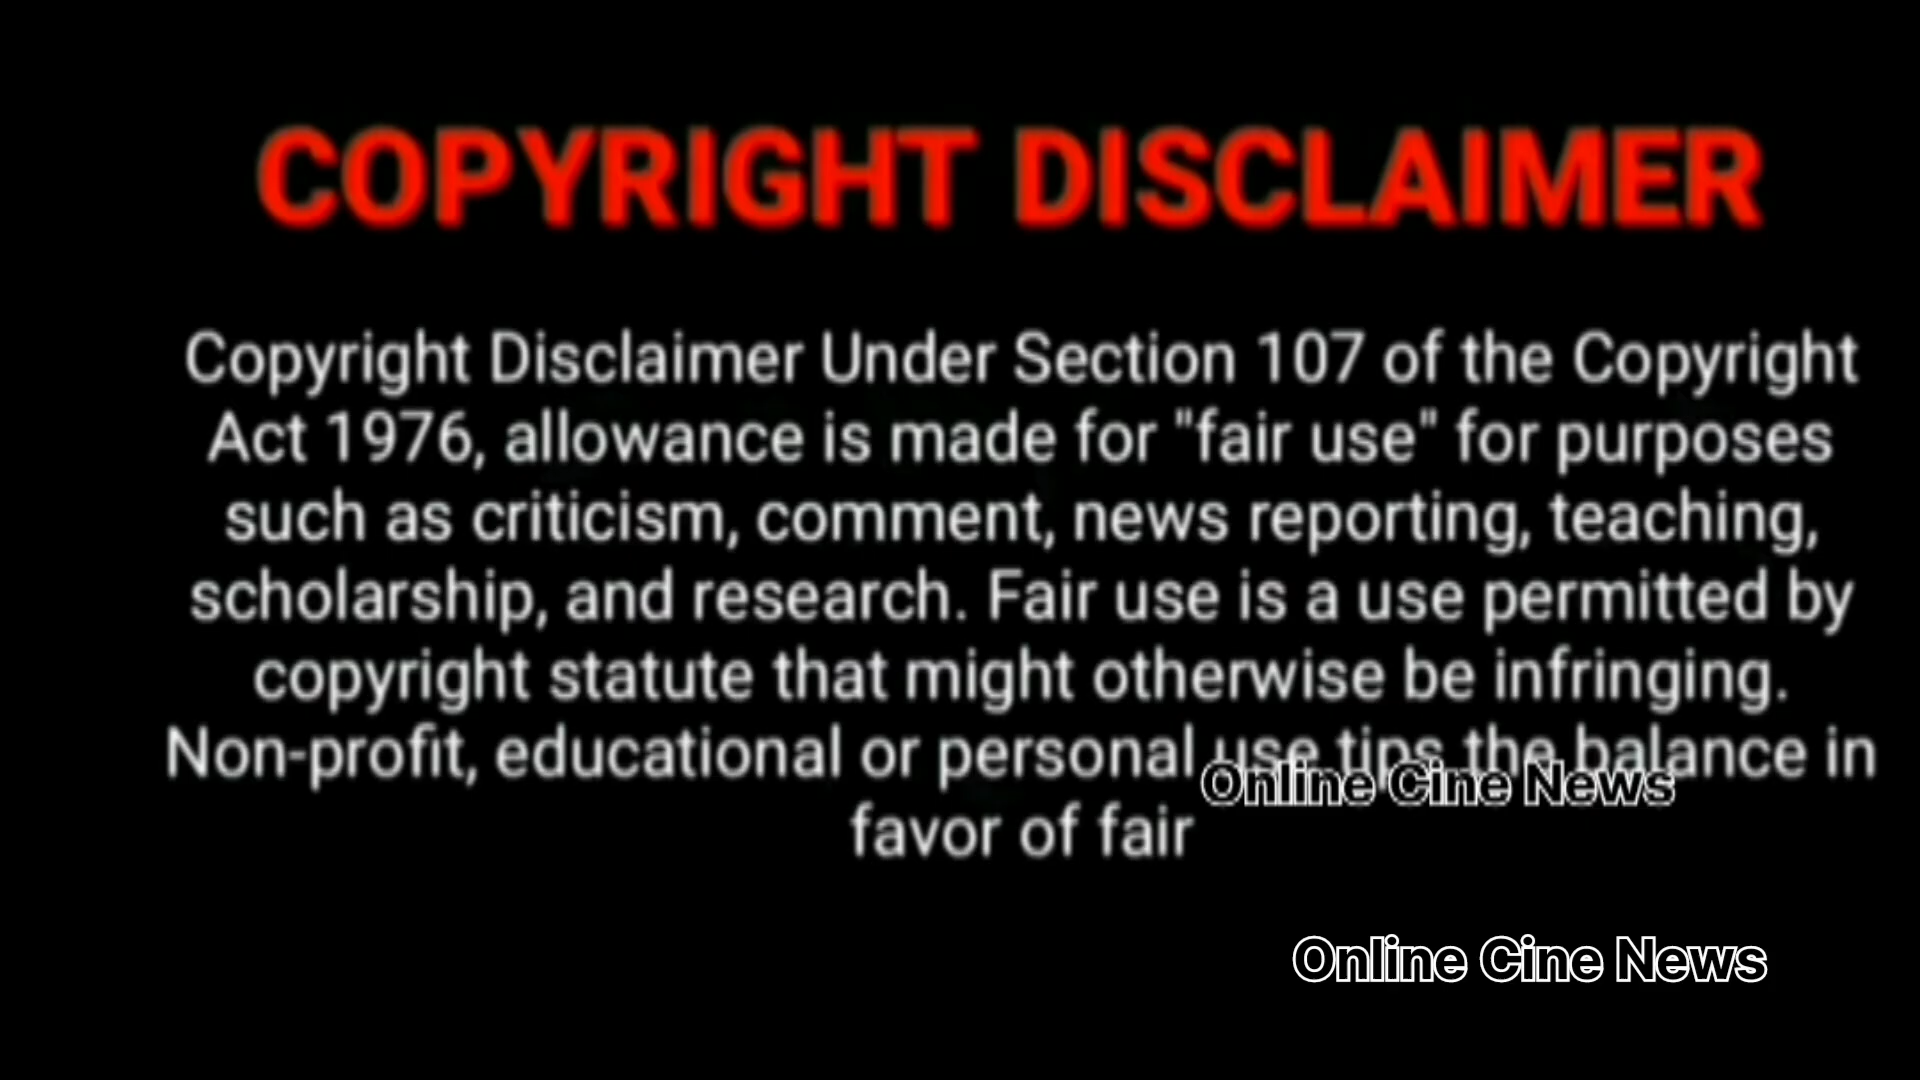 COPYRIGHT DISCLAIMER
Copyright Disclaimer Under Section 107 of the Copyright
Act 1976, allowance is made for "fair use" for purposes
such as criticism, comment, news reporting, teaching,
scholarship, and research. Fair use is a use permitted by
copyright statute that might otherwise be infringing.
Non-profit, educational or personal use tips the balance in
Online Cine News
favor of fair
Online Cine News